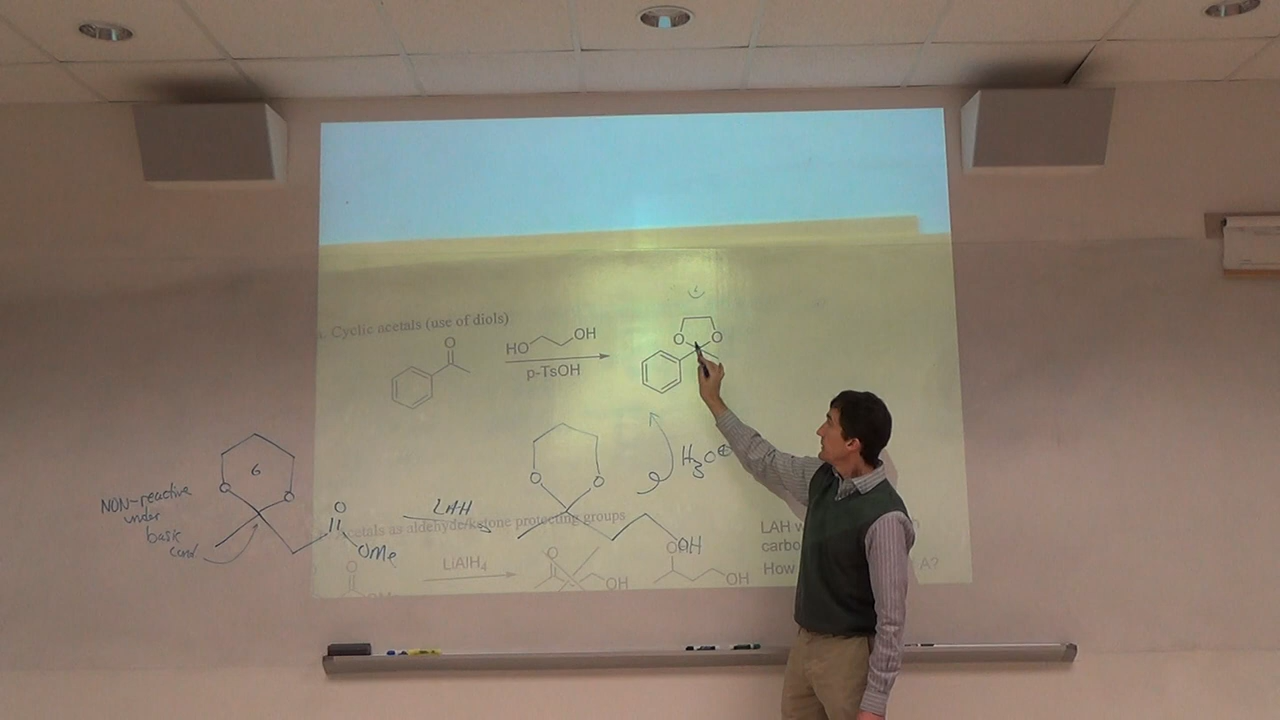 . Cyclic acetals (use of diols)
O
HO OH
p-TsOH
O O
6
O O
NON-reactive
under
basic
cond.
O
OMe
LAH
O O
OH
H₃O⊕
cetals as aldehyde/ketone protecting groups
LiAlH₄
O
O
OH
O
OH
LAH
carbo
How A?